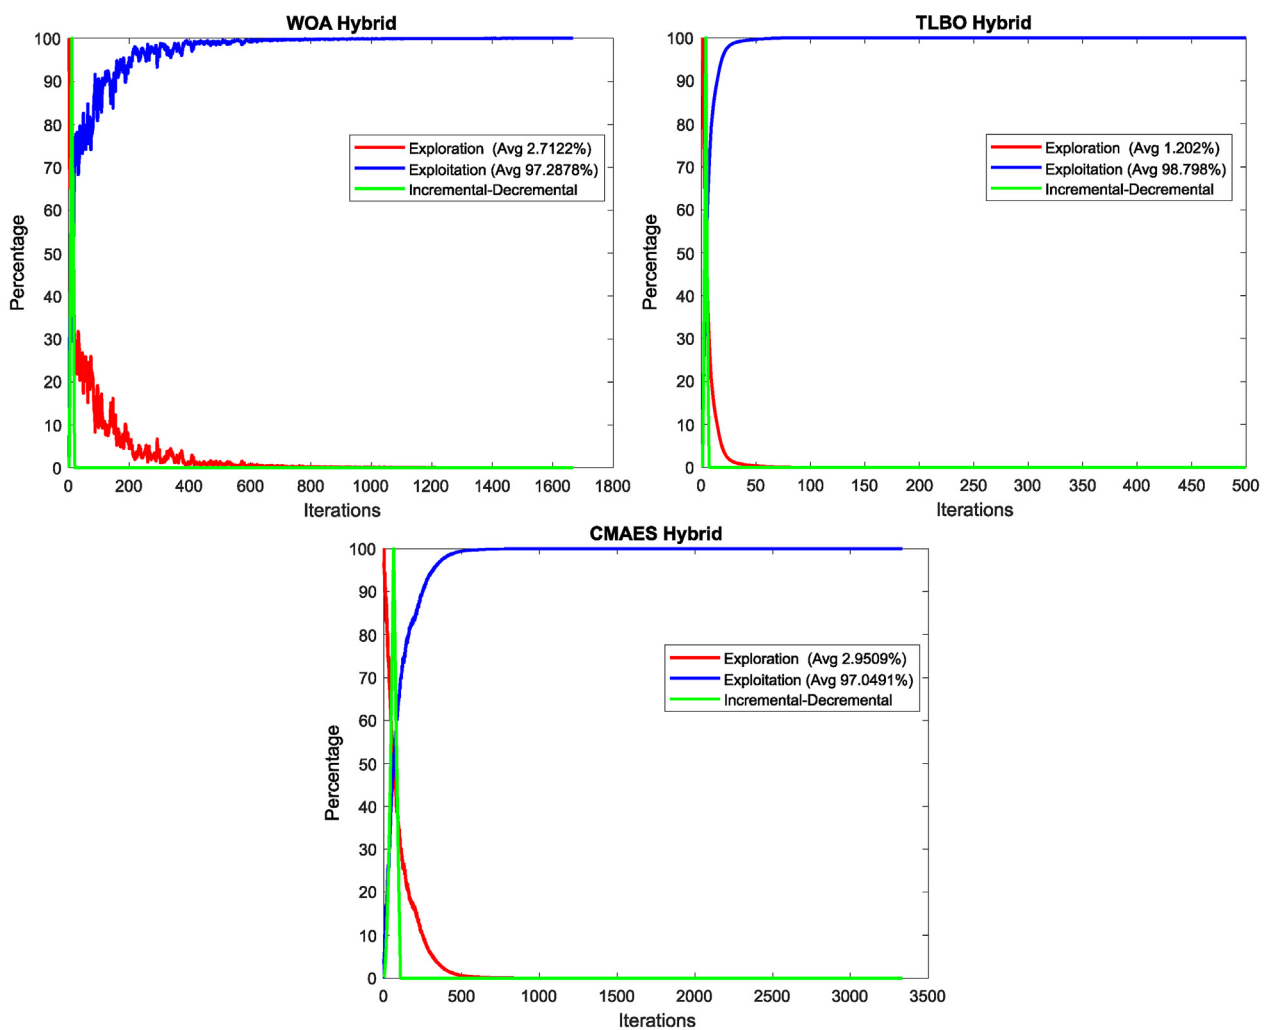 WOA Hybrid
100
90
80
70
60
50
40
30
20
10
0
Percentage
Exploration (Avg 2.7122%)
Exploitation (Avg 97.2878%)
Incremental-Decremental
0 200 400 600 800 1000 1200 1400 1600 1800
Iterations
TLBO Hybrid
100
90
80
70
60
50
40
30
20
10
0
Percentage
Exploration (Avg 1.202%)
Exploitation (Avg 98.798%)
Incremental-Decremental
0 50 100 150 200 250 300 350 400 450 500
Iterations
CMAES Hybrid
100
90
80
70
60
50
40
30
20
10
0
Percentage
Exploration (Avg 2.9509%)
Exploitation (Avg 97.0491%)
Incremental-Decremental
0 500 1000 1500 2000 2500 3000 3500
Iterations